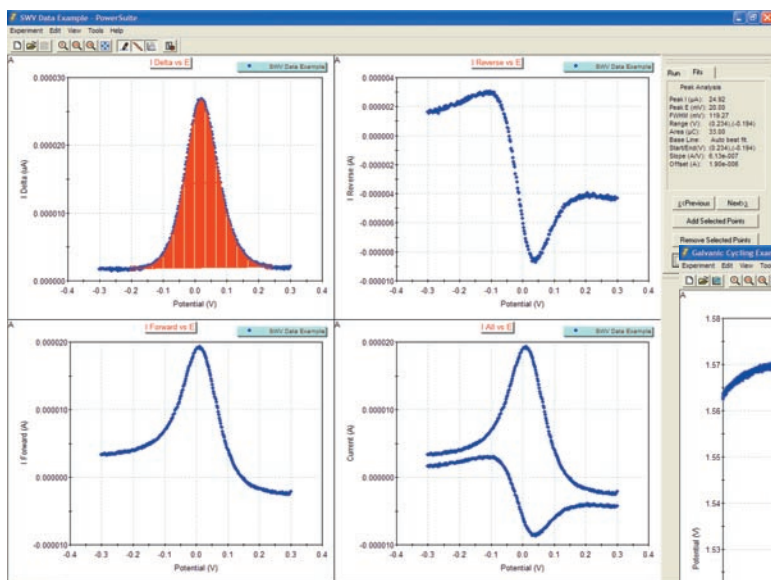 SWV Data Example - PowerSuite
Experiment Edit View Tools Help
A
I Delta vs E
SWV Data Example
0.000030
0.000020
0.000010
0.000000
I Delta (uA)
-0.4 -0.3 -0.2 -0.1 0.0 0.1 0.2 0.3 0.4
Potential (V)
A
I Reverse vs E
SWV Data Example
0.000004
0.000002
0.000000
-0.000002
-0.000004
-0.000006
-0.000008
-0.000010
I Reverse (A)
-0.4 -0.3 -0.2 -0.1 0.0 0.1 0.2 0.3 0.4
Potential (V)
Run Fits
Peak Analysis
Peak I (µA): 24.92
Peak E (mV): 20.00
FWHM (mV): 119.27
Range (V): (0.234),(-0.194)
Area (µC): 33.00
Base Line: Auto best fit
Start/End(V): (0.234),(-0.194)
Slope (A/V): 6.13e-007
Offset (A): 1.90e-006
<<Previous Next>>
Add Selected Points
Remove Selected Points
A
I Forward vs E
SWV Data Example
0.000020
0.000010
0.000000
-0.000010
I Forward (A)
-0.4 -0.3 -0.2 -0.1 0.0 0.1 0.2 0.3 0.4
Potential (V)
A
I All vs E
SWV Data Example
0.000020
0.000010
0.000000
-0.000010
Current (A)
-0.4 -0.3 -0.2 -0.1 0.0 0.1 0.2 0.3 0.4
Potential (V)
Galvanic Cycling Exa
Experiment Edit View Too
A
1.58
1.57
1.56
1.55
1.54
1.53
Potential (V)